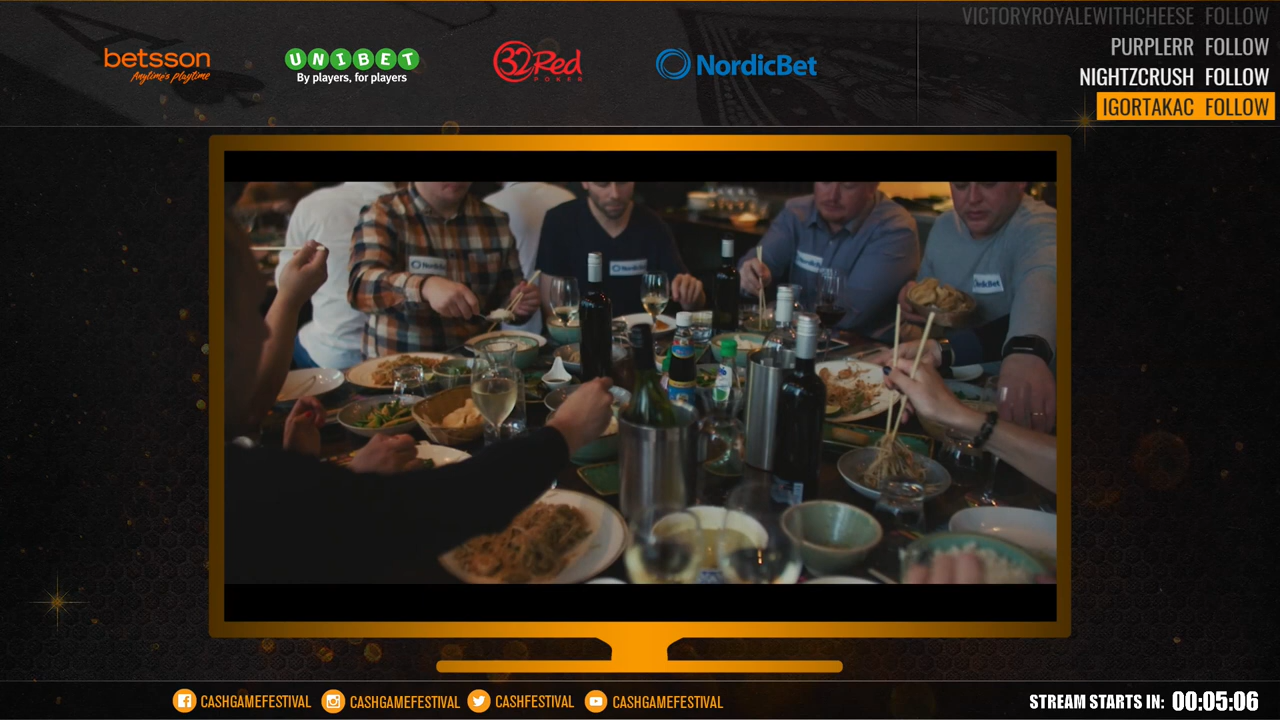 VICTORYROYALEWITHCHEESE FOLLOW
PURPLERR FOLLOW
NIGHTZCRUSH FOLLOW
IGORTAKAC FOLLOW
betsson
Anytime's playtime
UNIBET
By players, for players
32Red
POKER
NordicBet
NordicBet
CASHGAMEFESTIVAL
CASHGAMEFESTIVAL
CASHFESTIVAL
CASHGAMEFESTIVAL
STREAM STARTS IN: 00:05:06